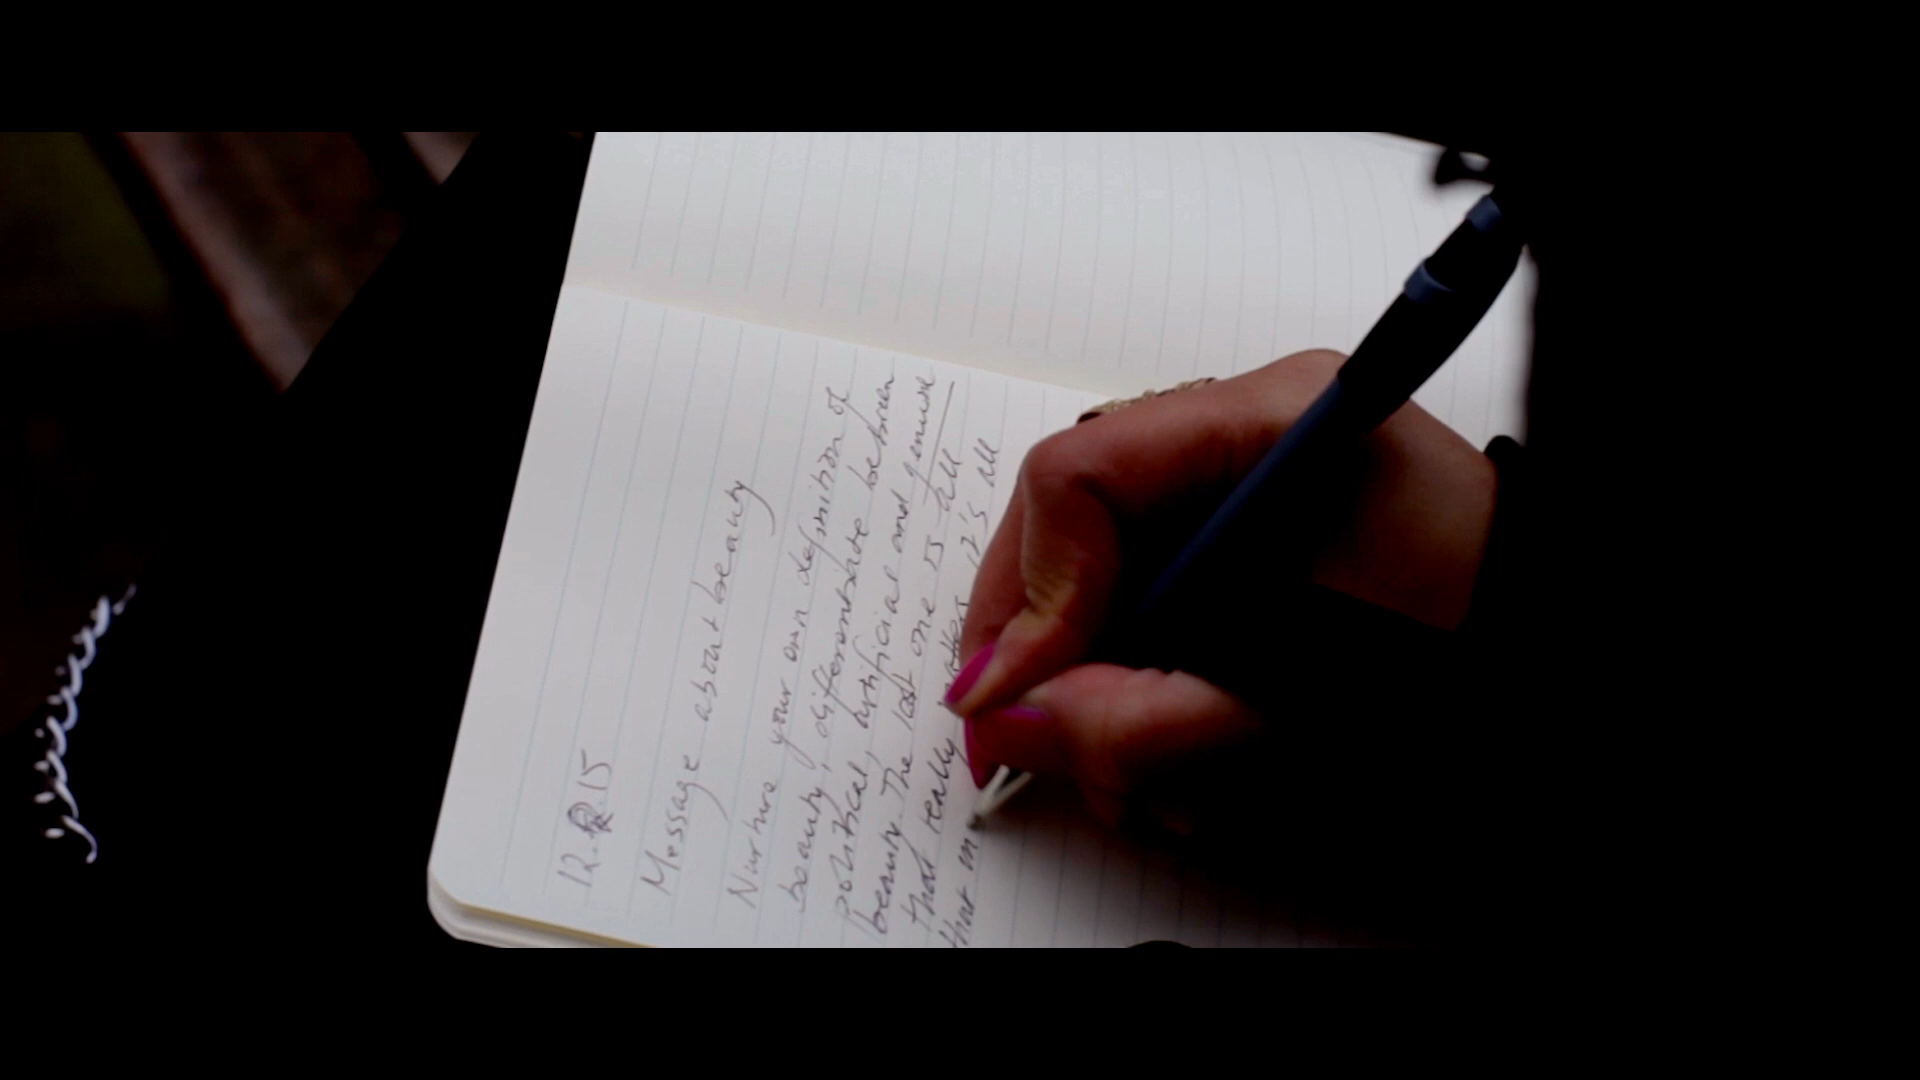 12. 15
Message about beauty
Nurture your own definition of
beauty, differentiate between
political, artificial and genuine
beauty. The last one is all
that really matters, it's all
that m